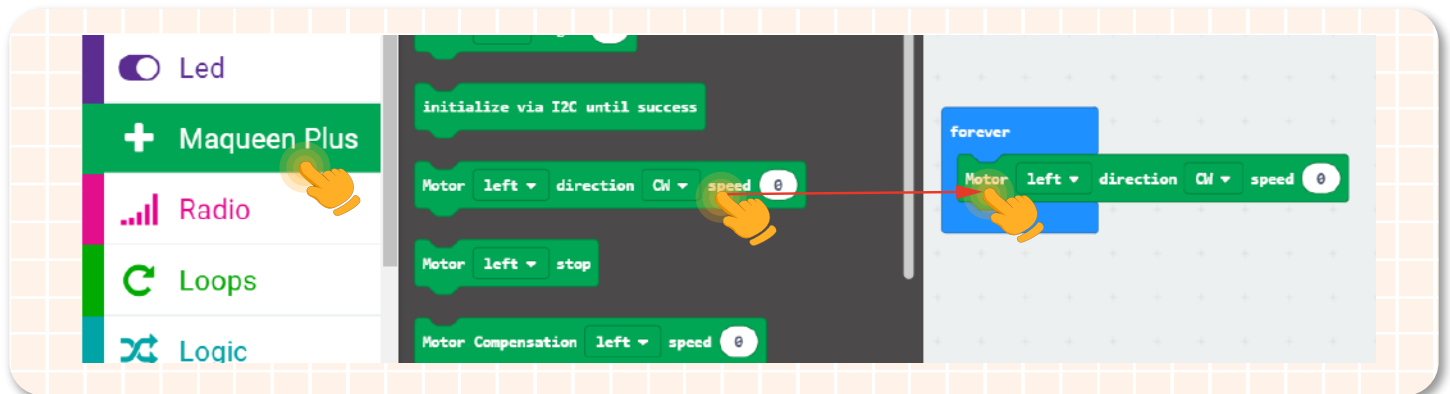 Led
Maqueen Plus
Radio
Loops
Logic
initialize via I2C until success
Motor left direction CW speed 0
Motor left stop
Motor Compensation left speed 0
forever
Motor left direction CW speed 0